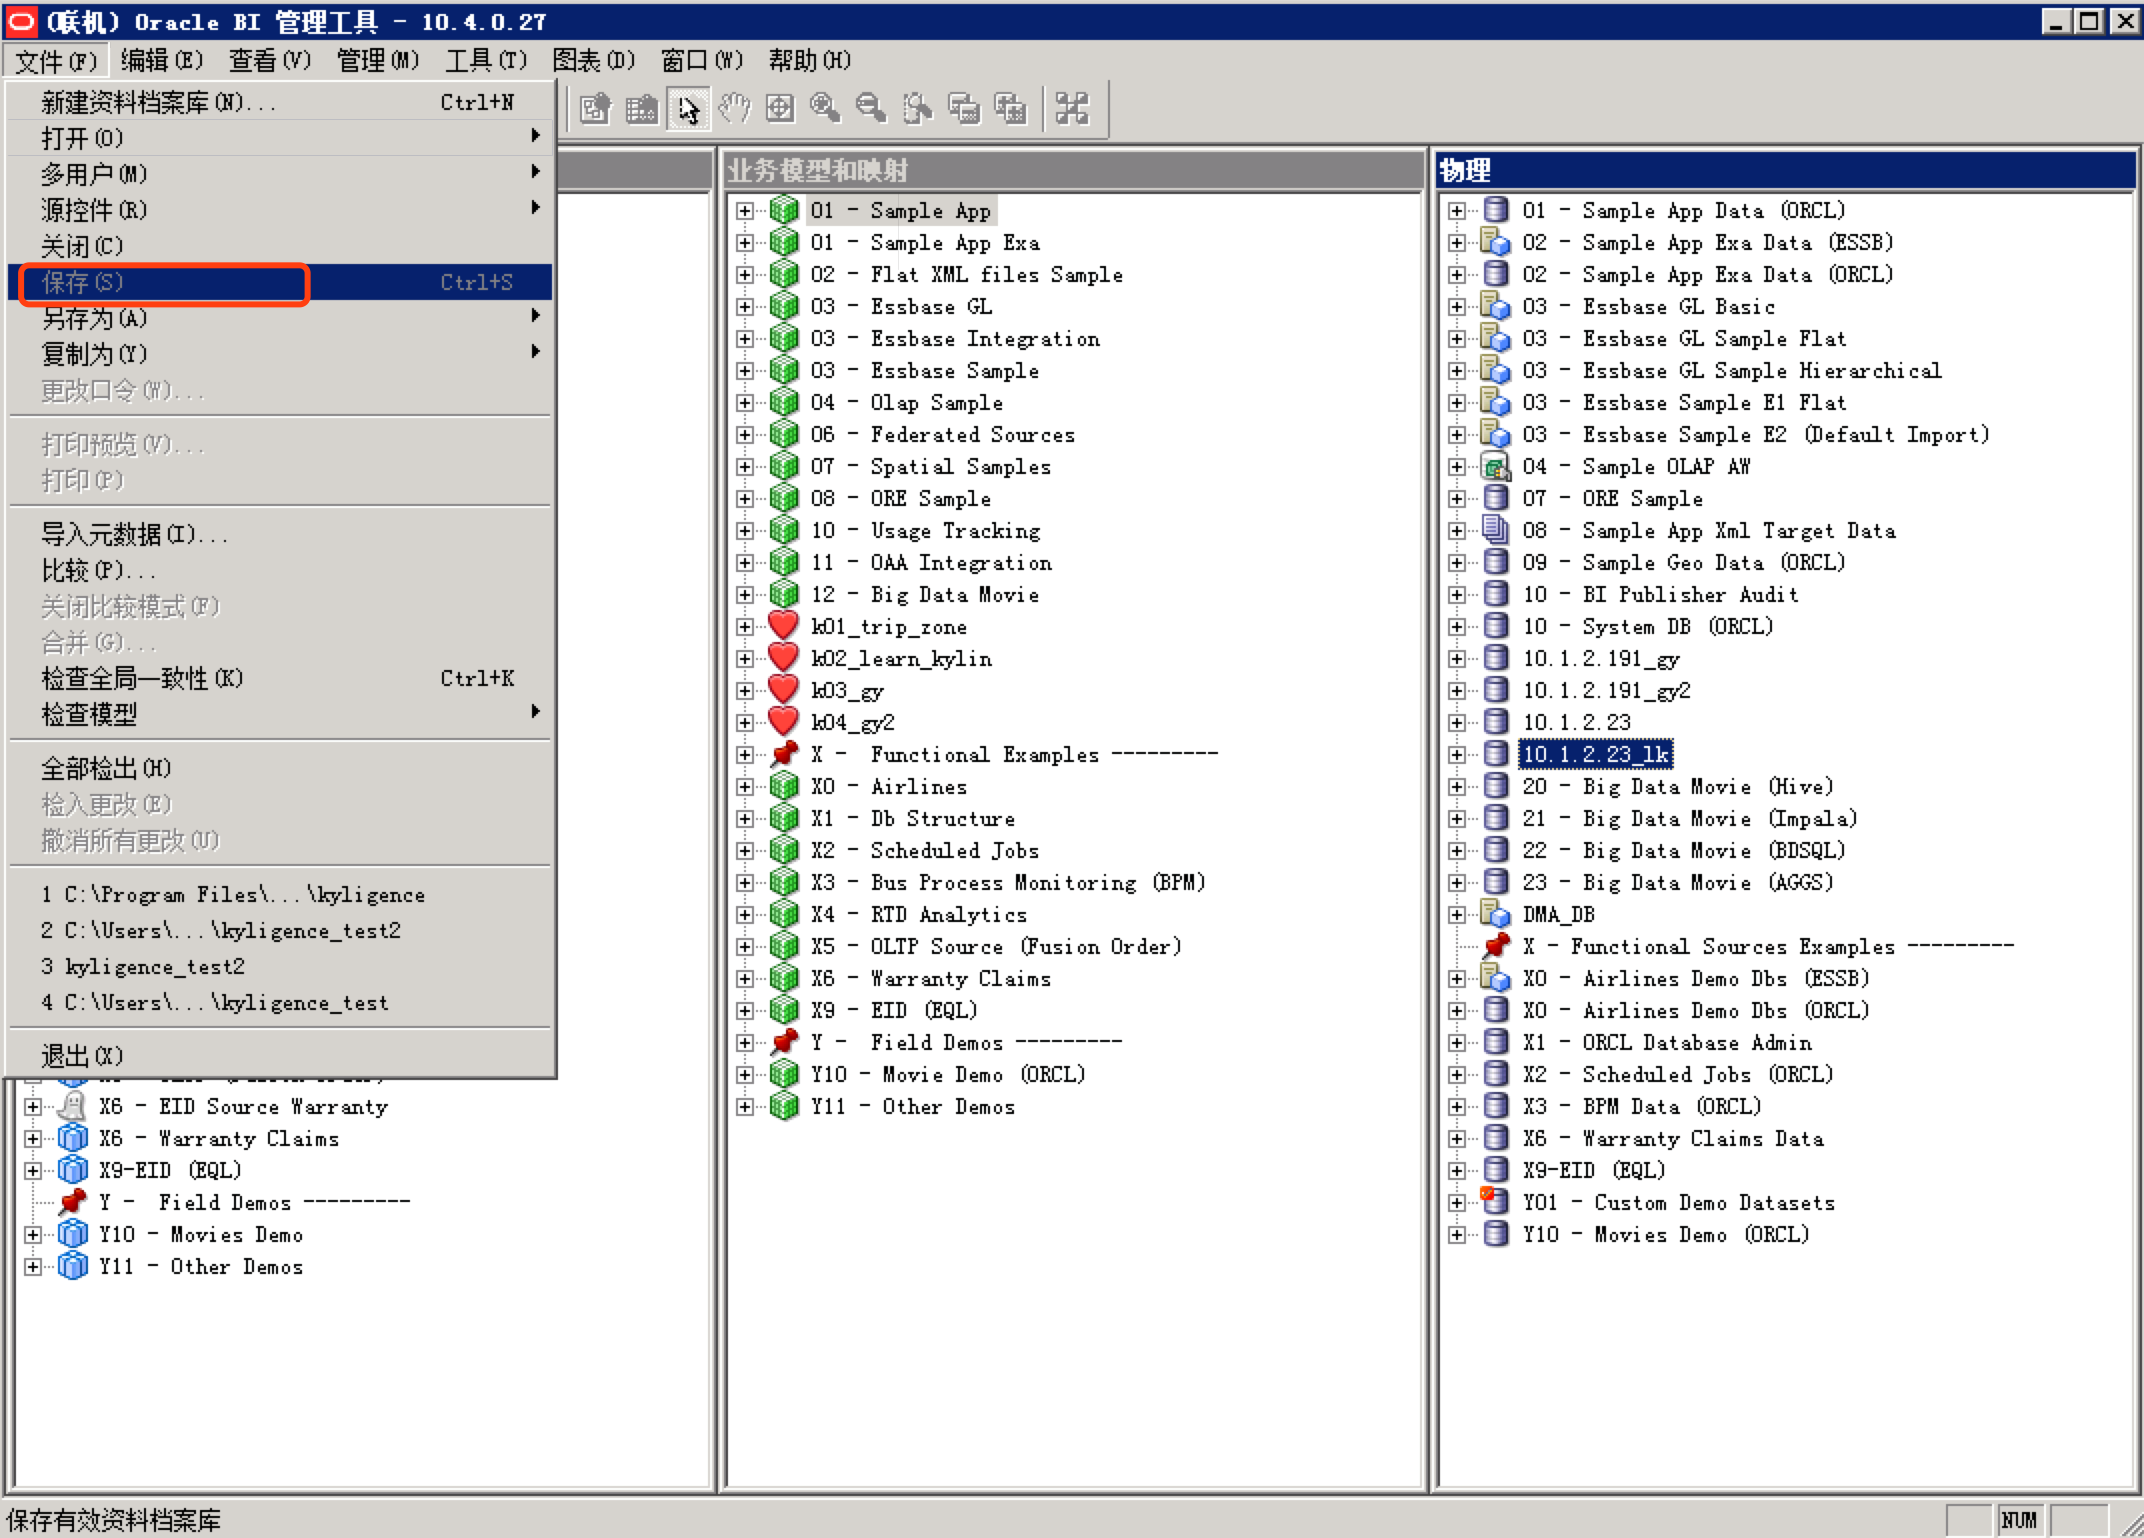 (联机) Oracle BI 管理工具 - 10.4.0.27
文件(F) 编辑(E) 查看(V) 管理(M) 工具(T) 图表(D) 窗口(W) 帮助(H)
新建资料档案库(N)... Ctrl+N
打开(O)
多用户(M)
源控件(R)
关闭(C)
保存(S) Ctrl+S
另存为(A)
复制为(Y)
更改口令(W)...
打印预览(V)...
打印(P)
导入元数据(I)...
比较(P)...
关闭比较模式(F)
合并(G)...
检查全局一致性(K) Ctrl+K
检查模型
全部检出(H)
检入更改(E)
撤消所有更改(U)
1 C:\Program Files\...\kyligence
2 C:\Users\...\kyligence_test2
3 kyligence_test2
4 C:\Users\...\kyligence_test
退出(X)
X6 - EID Source Warranty
X6 - Warranty Claims
X9-EID (EQL)
Y - Field Demos ---------
Y10 - Movies Demo
Y11 - Other Demos
业务模型和映射
01 - Sample App
01 - Sample App Exa
02 - Flat XML files Sample
03 - Essbase GL
03 - Essbase Integration
03 - Essbase Sample
04 - Olap Sample
06 - Federated Sources
07 - Spatial Samples
08 - ORE Sample
10 - Usage Tracking
11 - OAA Integration
12 - Big Data Movie
k01_trip_zone
k02_learn_kylin
k03_gy
k04_gy2
X - Functional Examples ---------
X0 - Airlines
X1 - Db Structure
X2 - Scheduled Jobs
X3 - Bus Process Monitoring (BPM)
X4 - RTD Analytics
X5 - OLTP Source (Fusion Order)
X6 - Warranty Claims
X9 - EID (EQL)
Y - Field Demos ---------
Y10 - Movie Demo (ORCL)
Y11 - Other Demos
物理
01 - Sample App Data (ORCL)
02 - Sample App Exa Data (ESSB)
02 - Sample App Exa Data (ORCL)
03 - Essbase GL Basic
03 - Essbase GL Sample Flat
03 - Essbase GL Sample Hierarchical
03 - Essbase Sample E1 Flat
03 - Essbase Sample E2 (Default Import)
04 - Sample OLAP AW
07 - ORE Sample
08 - Sample App Xml Target Data
09 - Sample Geo Data (ORCL)
10 - BI Publisher Audit
10 - System DB (ORCL)
10.1.2.191_gy
10.1.2.191_gy2
10.1.2.23
10.1.2.23_lk
20 - Big Data Movie (Hive)
21 - Big Data Movie (Impala)
22 - Big Data Movie (BDSQL)
23 - Big Data Movie (AGGS)
DMA_DB
X - Functional Sources Examples ---------
X0 - Airlines Demo Dbs (ESSB)
X0 - Airlines Demo Dbs (ORCL)
X1 - ORCL Database Admin
X2 - Scheduled Jobs (ORCL)
X3 - BPM Data (ORCL)
X6 - Warranty Claims Data
X9-EID (EQL)
Y01 - Custom Demo Datasets
Y10 - Movies Demo (ORCL)
保存有效资料档案库 NUM